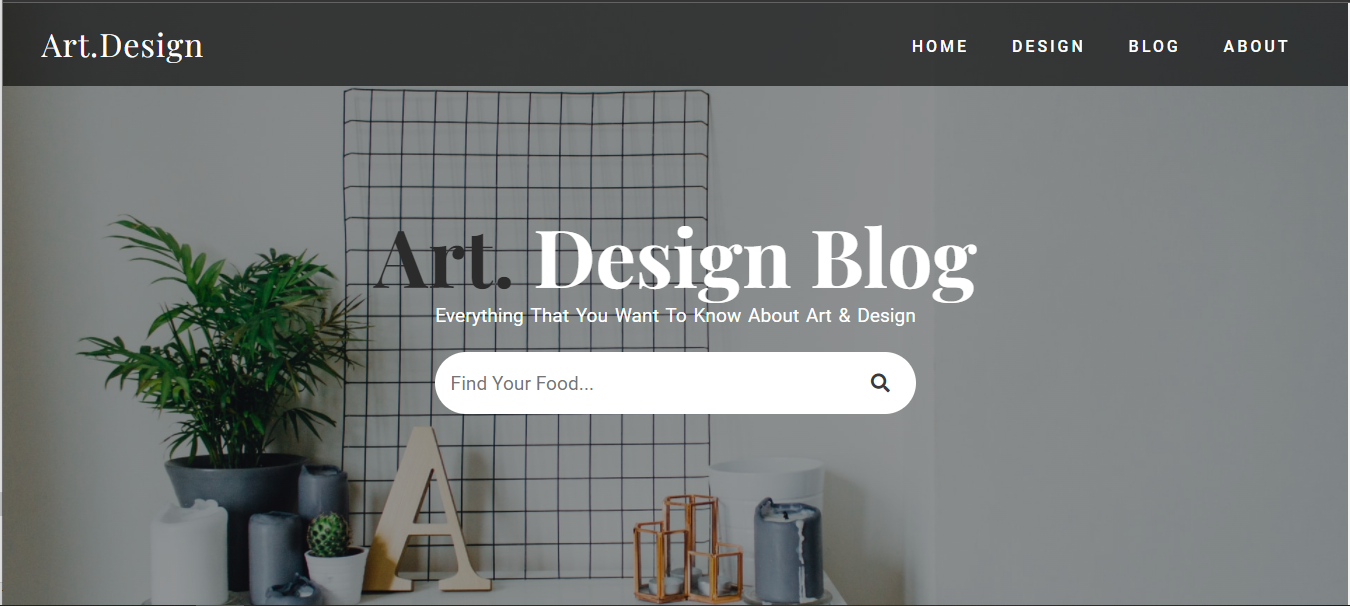 Art.Design
HOME DESIGN BLOG ABOUT
Art. Design Blog
Everything That You Want To Know About Art & Design
Find Your Food...
A